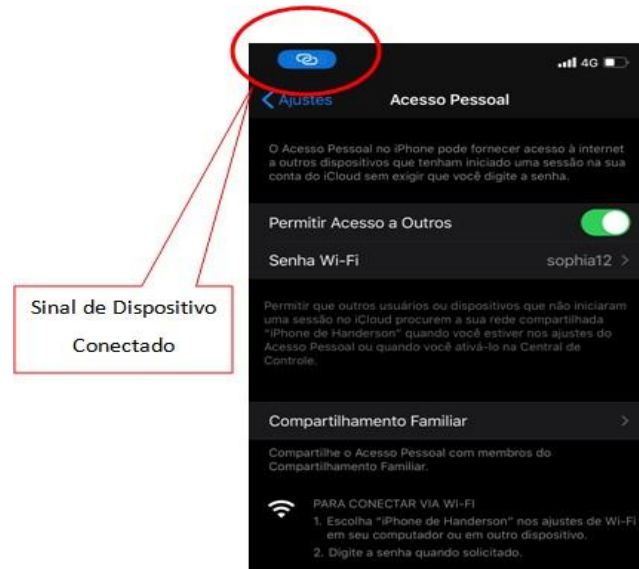 4G
Ajustes Acesso Pessoal
O Acesso Pessoal no iPhone pode fornecer acesso à internet
a outros dispositivos que tenham iniciado uma sessão na sua
conta do iCloud sem exigir que você digite a senha.
Permitir Acesso a Outros
Senha Wi-Fi sophia12
Sinal de Dispositivo
Conectado
Permitir que outros usuários ou dispositivos que não iniciaram
uma sessão no iCloud procurem a sua rede compartilhada
"iPhone de Handerson" quando você estiver nos ajustes do
Acesso Pessoal ou quando você ativá-lo na Central de
Controle.
Compartilhamento Familiar
Compartilhe o Acesso Pessoal com membros do
Compartilhamento Familiar.
PARA CONECTAR VIA WI-FI
1. Escolha "iPhone de Handerson" nos ajustes de Wi-Fi
em seu computador ou em outro dispositivo.
2. Digite a senha quando solicitado.